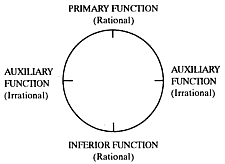 PRIMARY FUNCTION
(Rational)
AUXILIARY
FUNCTION
(Irrational)
AUXILIARY
FUNCTION
(Irrational)
INFERIOR FUNCTION
(Rational)